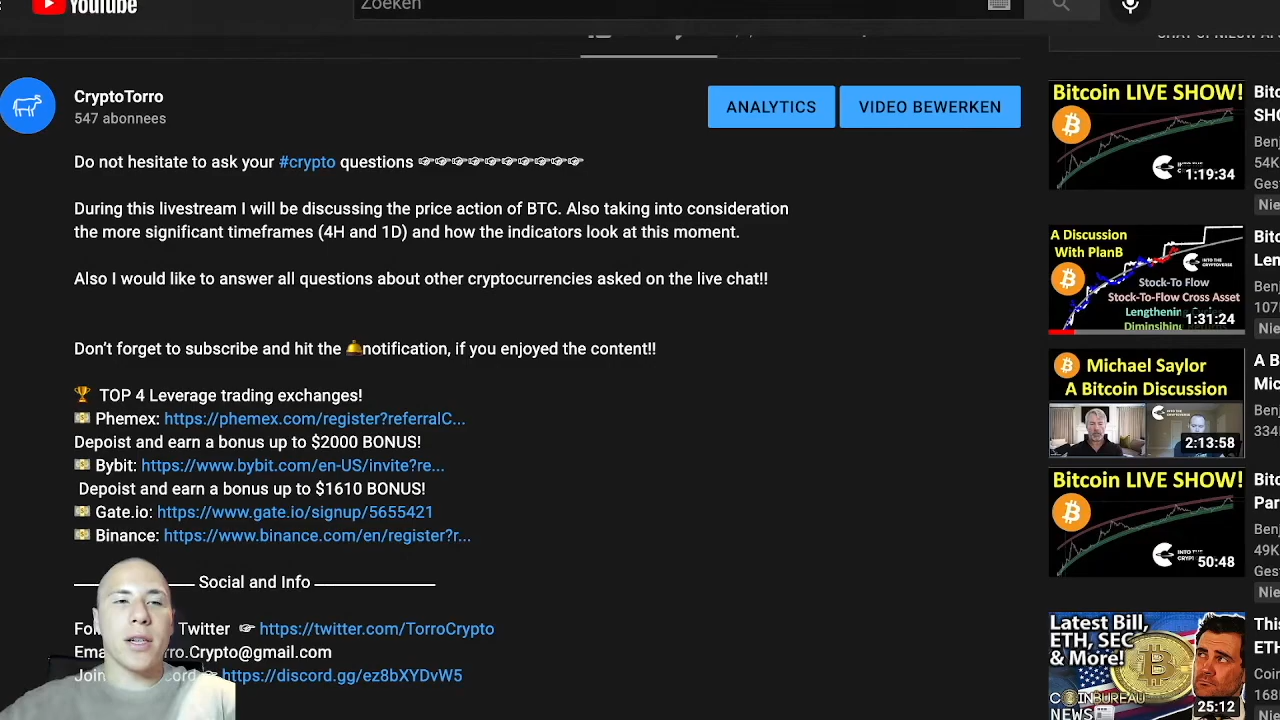 YouTube
Zoeken
CryptoTorro
547 abonnees
ANALYTICS
VIDEO BEWERKEN
Do not hesitate to ask your #crypto questions
During this livestream I will be discussing the price action of BTC. Also taking into consideration
the more significant timeframes (4H and 1D) and how the indicators look at this moment.
Also I would like to answer all questions about other cryptocurrencies asked on the live chat!!
Don't forget to subscribe and hit the notification, if you enjoyed the content!!
TOP 4 Leverage trading exchanges!
Phemex: https://phemex.com/register?referralC...
Depoist and earn a bonus up to $2000 BONUS!
Bybit: https://www.bybit.com/en-US/invite?re...
Depoist and earn a bonus up to $1610 BONUS!
Gate.io: https://www.gate.io/signup/5655421
Binance: https://www.binance.com/en/register?r...
Social and Info
Twitter https://twitter.com/TorroCrypto
rro.Crypto@gmail.com
https://discord.gg/ez8bXYDvW5
Bitcoin LIVE SHOW!
1:19:34
A Discussion
With PlanB
INTO THE
CRYPTOVERSE
Stock-To Flow
Stock-To-Flow Cross Asset
1:31:24
Michael Saylor
A Bitcoin Discussion
2:13:58
Bitcoin LIVE SHOW!
50:48
Latest Bill,
ETH, SEC
& More!
COINBUREAU
NEWS
25:12